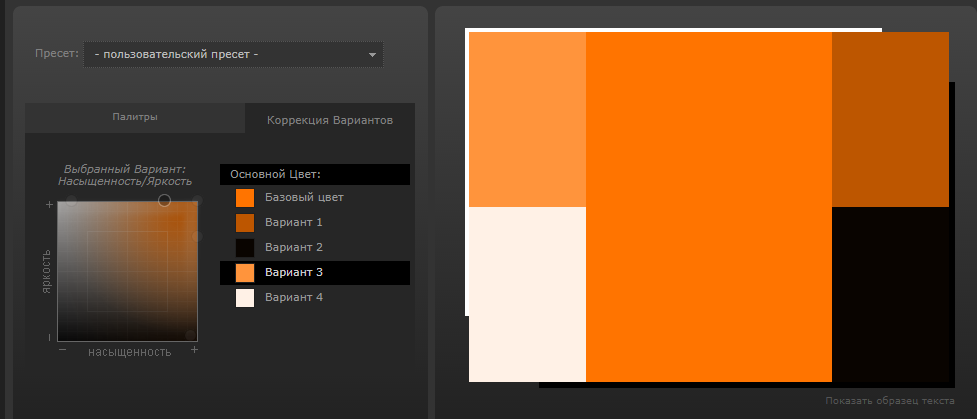 Пресет: - пользовательский пресет -
Палитры
Коррекция Вариантов
Выбранный Вариант:
Насыщенность/Яркость
+
яркость
−
− насыщенность +
Основной Цвет:
Базовый цвет
Вариант 1
Вариант 2
Вариант 3
Вариант 4
Показать образец текста